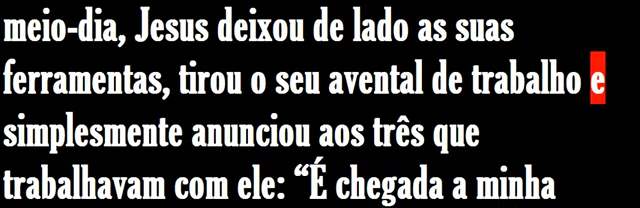 meio-dia, Jesus deixou de lado as suas
ferramentas, tirou o seu avental de trabalho e
simplesmente anunciou aos três que
trabalhavam com ele: “É chegada a minha